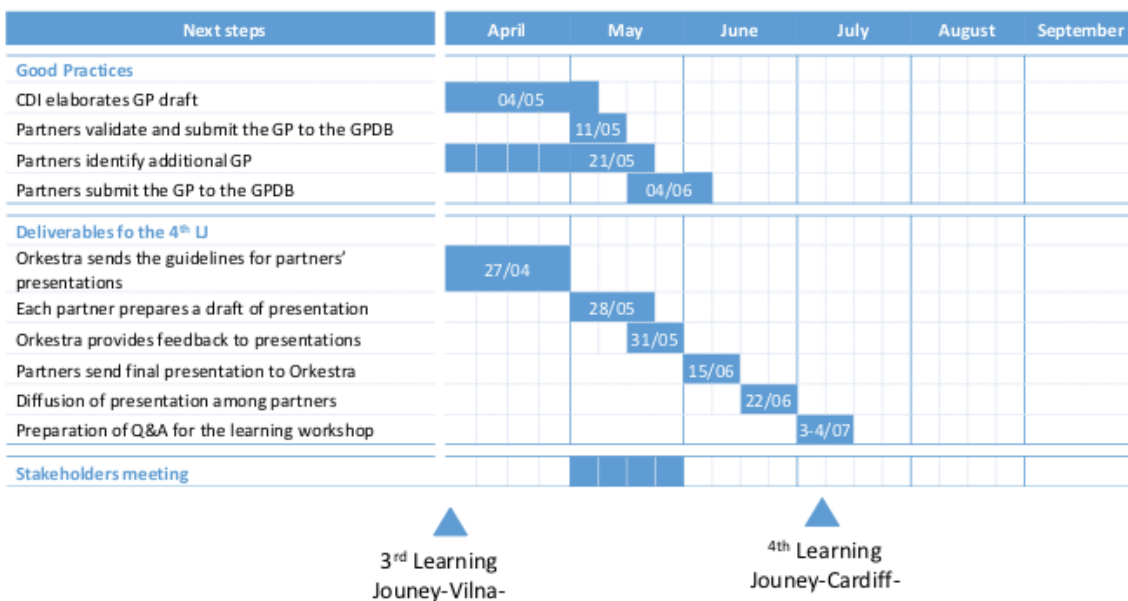 Next steps April May June July August September
Good Practices
CDI elaborates GP draft 04/05
Partners validate and submit the GP to the GPDB 11/05
Partners identify additional GP 21/05
Partners submit the GP to the GPDB 04/06
Deliverables fo the 4th LJ
Orkestra sends the guidelines for partners’
presentations 27/04
Each partner prepares a draft of presentation 28/05
Orkestra provides feedback to presentations 31/05
Partners send final presentation to Orkestra 15/06
Diffusion of presentation among partners 22/06
Preparation of Q&A for the learning workshop 3-4/07
Stakeholders meeting
3rd Learning
Jouney-Vilna-
4th Learning
Jouney-Cardiff-